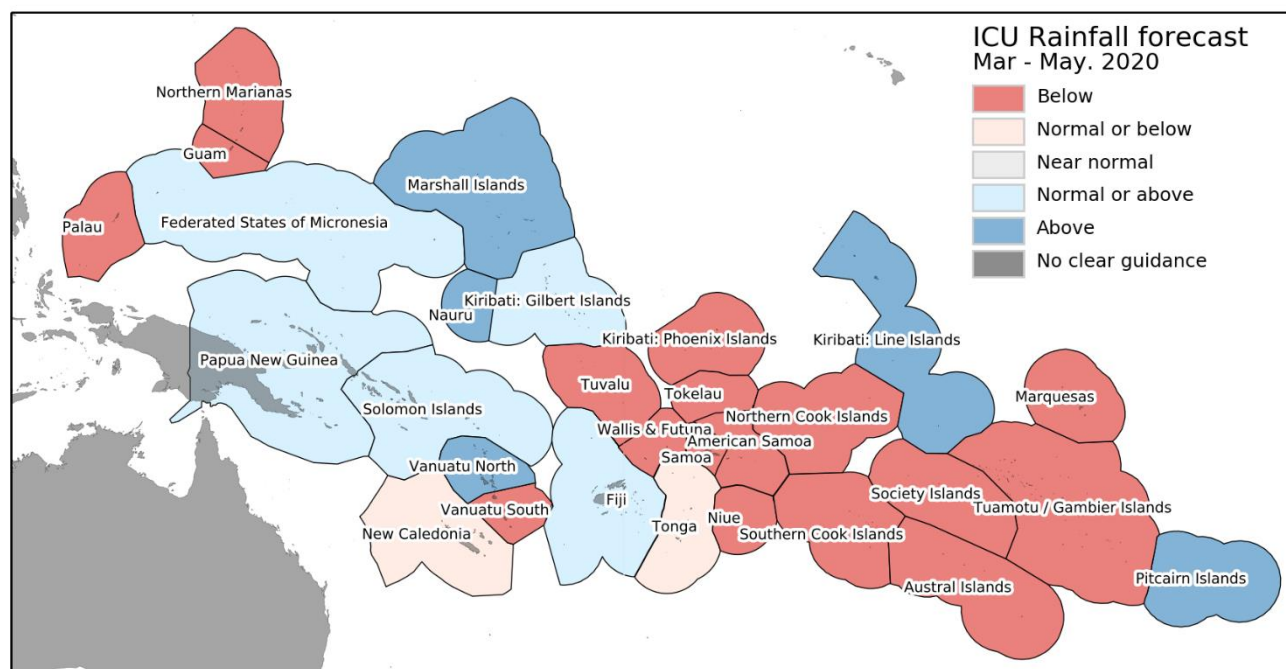 ICU Rainfall forecast
Mar - May. 2020
Below
Normal or below
Near normal
Normal or above
Above
No clear guidance
Northern Marianas
Guam
Marshall Islands
Palau
Federated States of Micronesia
Nauru
Kiribati: Gilbert Islands
Kiribati: Phoenix Islands
Kiribati: Line Islands
Papua New Guinea
Tuvalu
Tokelau
Marquesas
Solomon Islands
Northern Cook Islands
Wallis & Futuna
American Samoa
Samoa
Vanuatu North
Fiji
Society Islands
Vanuatu South
Tuamotu / Gambier Islands
New Caledonia
Tonga
Niue
Southern Cook Islands
Austral Islands
Pitcairn Islands